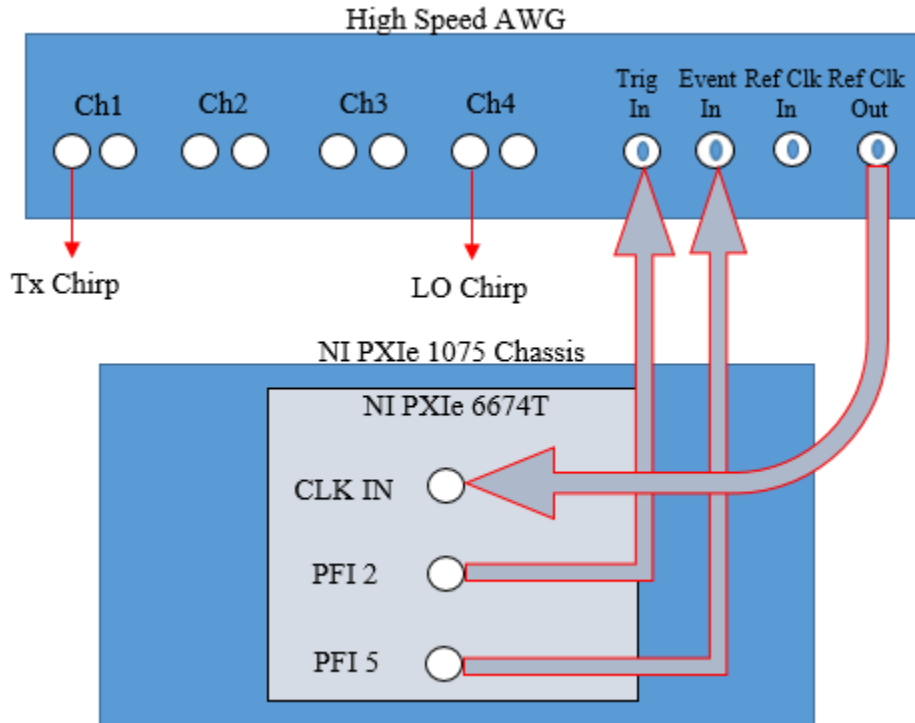 High Speed AWG
Ch1 Ch2 Ch3 Ch4
Trig In
Event In
Ref Clk In
Ref Clk Out
Tx Chirp
LO Chirp
NI PXIe 1075 Chassis
NI PXIe 6674T
CLK IN
PFI 2
PFI 5